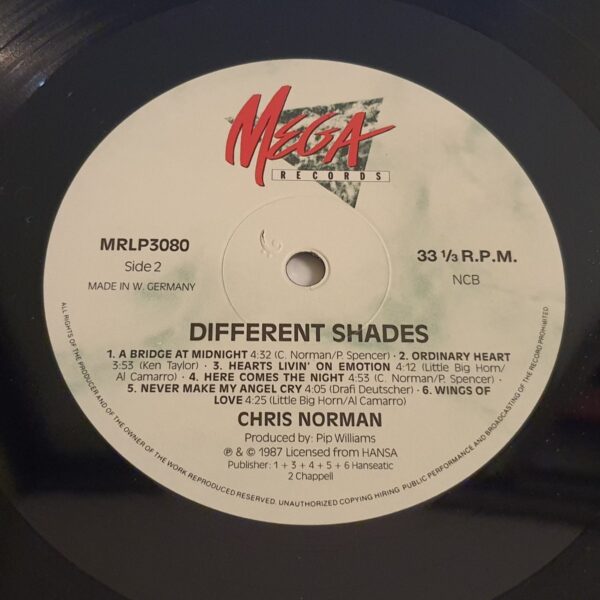 MEGA
RECORDS
MRLP3080
Side 2
MADE IN W. GERMANY
33 1/3 R.P.M.
NCB
DIFFERENT SHADES
1. A BRIDGE AT MIDNIGHT 4:32 (C. Norman/P. Spencer) · 2. ORDINARY HEART
3:53 (Ken Taylor) · 3. HEARTS LIVIN' ON EMOTION 4:12 (Little Big Horn/
Al Camarro) · 4. HERE COMES THE NIGHT 4:53 (C. Norman/P. Spencer) ·
5. NEVER MAKE MY ANGEL CRY 4:05 (Drafi Deutscher) · 6. WINGS OF
LOVE 4:25 (Little Big Horn/Al Camarro)
CHRIS NORMAN
Produced by: Pip Williams
℗ & © 1987 Licensed from HANSA
Publisher: 1 + 3 + 4 + 5 + 6 Hanseatic
2 Chappell
ALL RIGHTS OF THE PRODUCER AND OF THE OWNER OF THE WORK REPRODUCED RESERVED. UNAUTHORIZED COPYING HIRING. PUBLIC PERFORMANCE AND BROADCASTING OF THE RECORD PROHIBITED